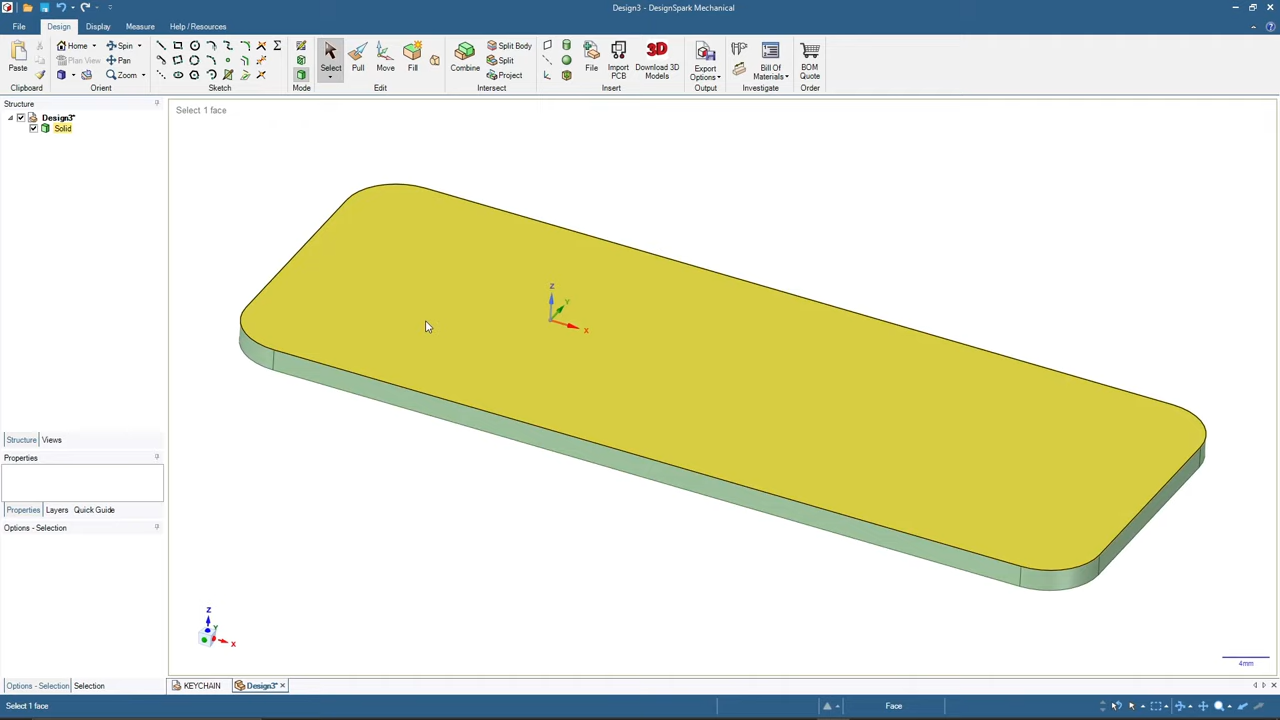 Design3 - DesignSpark Mechanical
File Design Display Measure Help / Resources
Paste
Home Spin
Plan View Pan
Zoom
Select Pull Move Fill
Combine
Split Body
Split
Project
File Import PCB Download 3D Models
3D
Export Options
Bill Of Materials
BOM Quote
Clipboard Orient Sketch Mode Edit Intersect Insert Output Investigate Order
Structure
Design3*
Solid
Select 1 face
Z
Y
X
Structure Views
Properties
Properties Layers Quick Guide
Options - Selection
Z
Y
X
4mm
Options - Selection Selection
KEYCHAIN Design3*
Select 1 face
Face